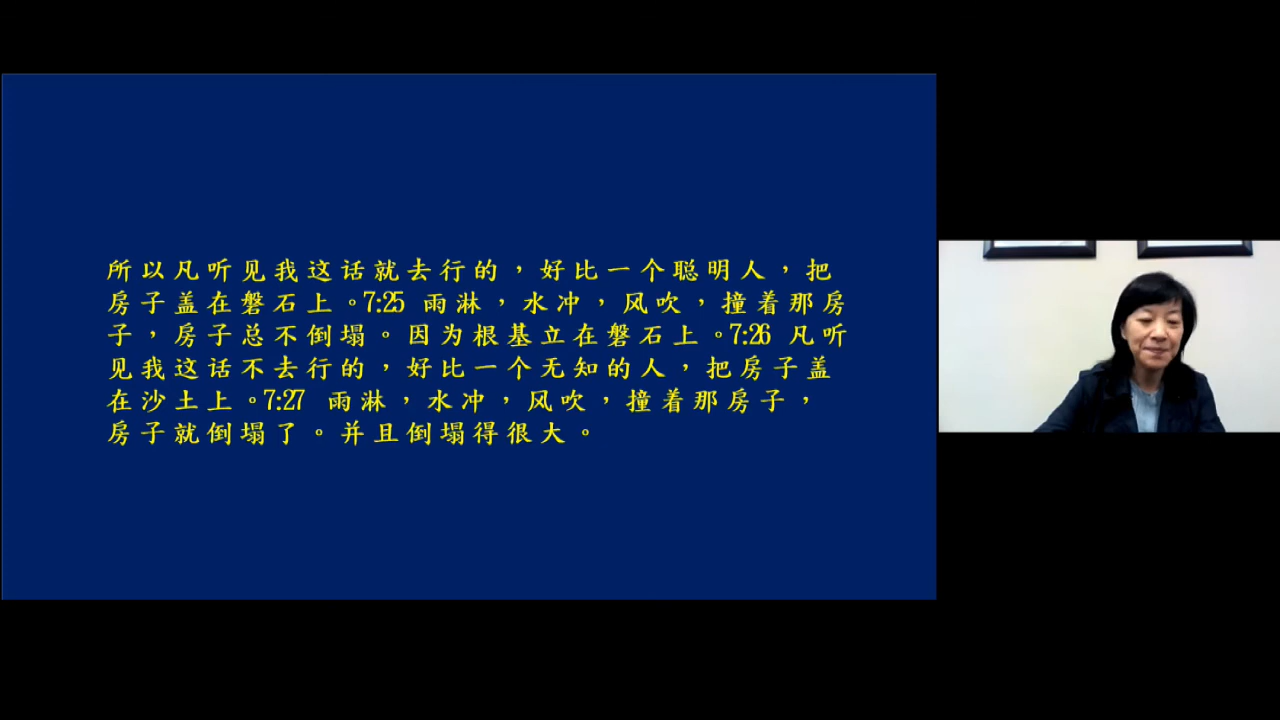 所以凡听见我这话就去行的，好比一个聪明人，把
房子盖在磐石上。7:25 雨淋，水冲，风吹，撞着那房
子，房子总不倒塌。因为根基立在磐石上。7:26 凡听
见我这话不去行的，好比一个无知的人，把房子盖
在沙土上。7:27 雨淋，水冲，风吹，撞着那房子，
房子就倒塌了。并且倒塌得很大。